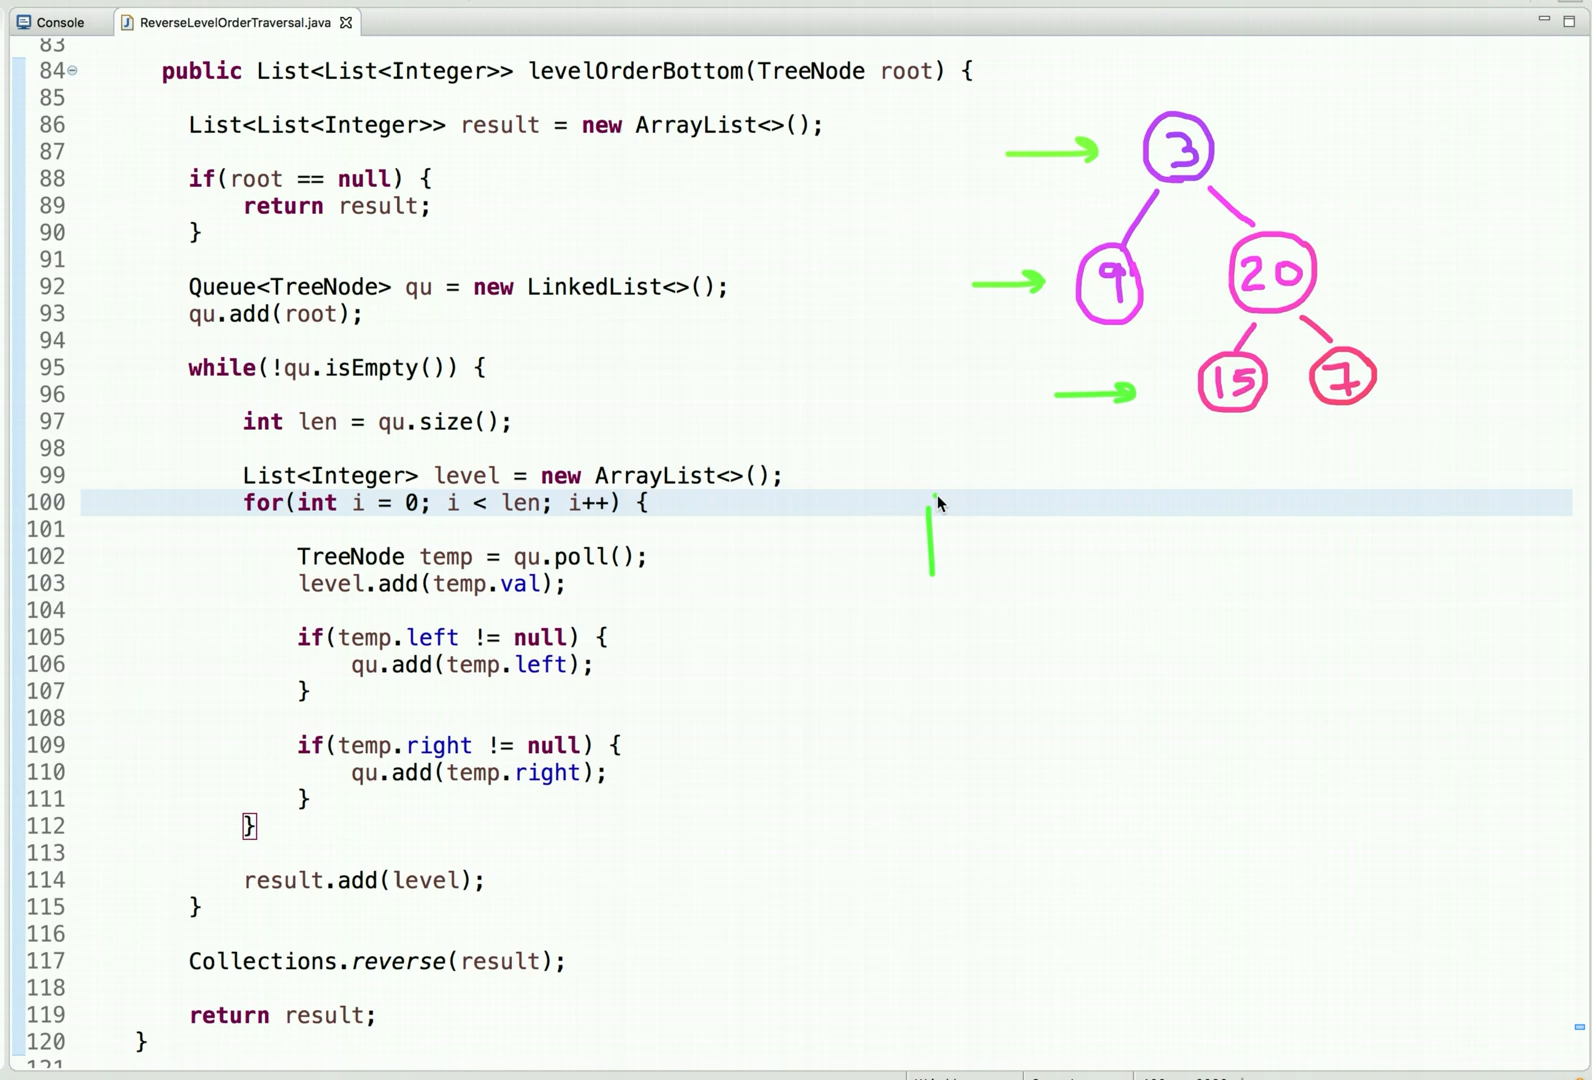 Console ReverseLevelOrderTraversal.java
83
84 public List<List<Integer>> levelOrderBottom(TreeNode root) {
85
86 List<List<Integer>> result = new ArrayList<>();
87
88 if(root == null) {
89 return result;
90 }
91
92 Queue<TreeNode> qu = new LinkedList<>();
93 qu.add(root);
94
95 while(!qu.isEmpty()) {
96
97 int len = qu.size();
98
99 List<Integer> level = new ArrayList<>();
100 for(int i = 0; i < len; i++) {
101
102 TreeNode temp = qu.poll();
103 level.add(temp.val);
104
105 if(temp.left != null) {
106 qu.add(temp.left);
107 }
108
109 if(temp.right != null) {
110 qu.add(temp.right);
111 }
112 }
113
114 result.add(level);
115 }
116
117 Collections.reverse(result);
118
119 return result;
120 }
121
3
9 20
15 7